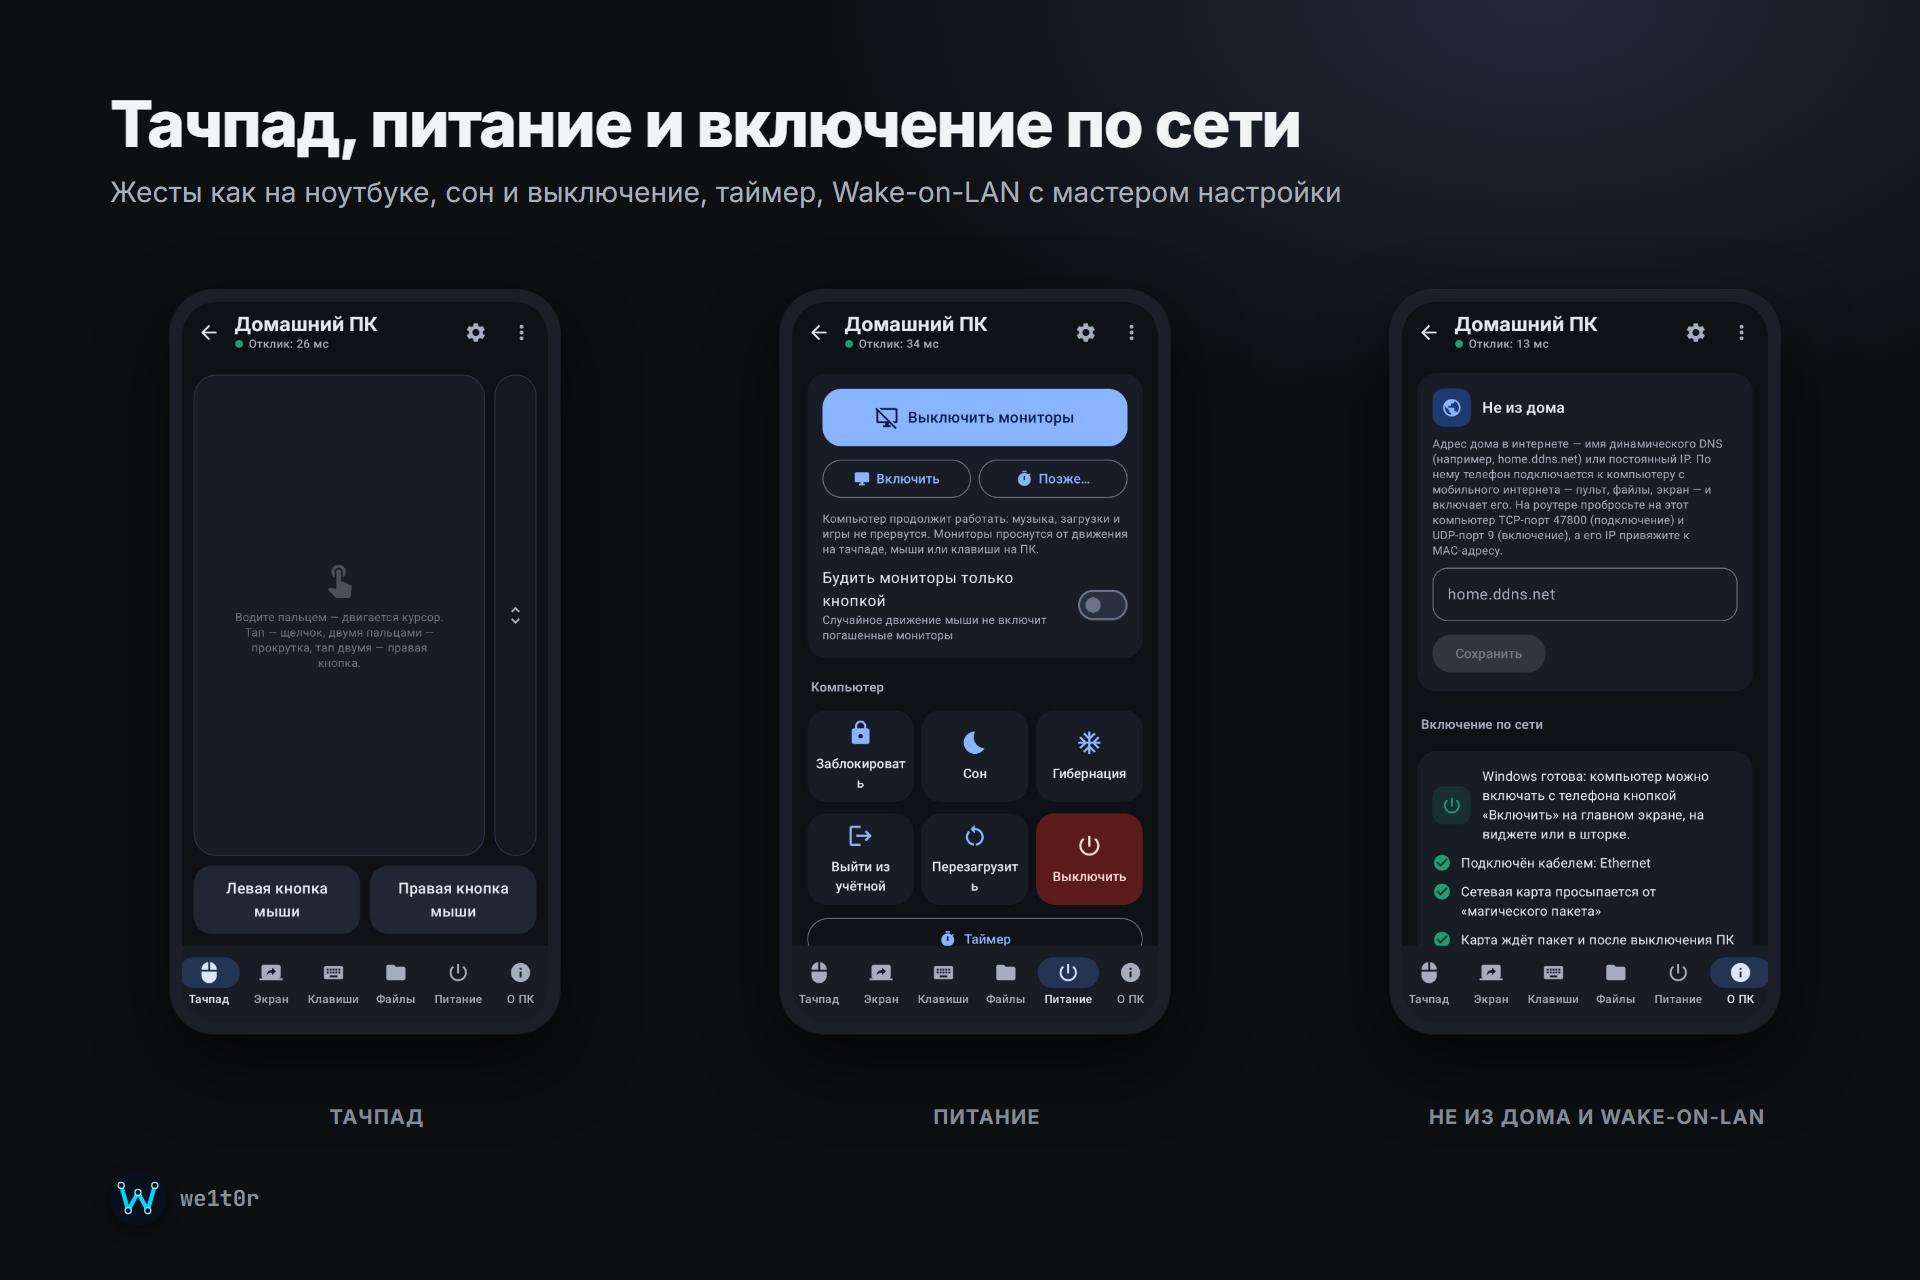 Тачпад, питание и включение по сети
Жесты как на ноутбуке, сон и выключение, таймер, Wake-on-LAN с мастером настройки
Домашний ПК
Отклик: 26 мс
Водите пальцем — двигается курсор.
Тап — щелчок, двумя пальцами —
прокрутка, тап двумя — правая
кнопка.
Левая кнопка
мыши
Правая кнопка
мыши
Тачпад
Экран
Клавиши
Файлы
Питание
О ПК
Домашний ПК
Отклик: 34 мс
Выключить мониторы
Включить
Позже...
Компьютер продолжит работать: музыка, загрузки и
игры не прервутся. Мониторы проснутся от движения
на тачпаде, мыши или клавиши на ПК.
Будить мониторы только
кнопкой
Случайное движение мыши не включит
погашенные мониторы
Компьютер
Заблокироват
ь
Сон
Гибернация
Выйти из
учётной
Перезагрузит
ь
Выключить
Таймер
Тачпад
Экран
Клавиши
Файлы
Питание
О ПК
Домашний ПК
Отклик: 13 мс
Не из дома
Адрес дома в интернете — имя динамического DNS
(например, home.ddns.net) или постоянный IP. По
нему телефон подключается к компьютеру с
мобильного интернета — пульт, файлы, экран — и
включает его. На роутере пробросьте на этот
компьютер TCP-порт 47800 (подключение) и
UDP-порт 9 (включение), а его IP привяжите к
MAC-адресу.
home.ddns.net
Сохранить
Включение по сети
Windows готова: компьютер можно
включать с телефона кнопкой
«Включить» на главном экране, на
виджете или в шторке.
Подключён кабелем: Ethernet
Сетевая карта просыпается от
«магического пакета»
Карта ждёт пакет и после выключения ПК
Тачпад
Экран
Клавиши
Файлы
Питание
О ПК
ТАЧПАД
ПИТАНИЕ
НЕ ИЗ ДОМА И WAKE-ON-LAN
we1t0r